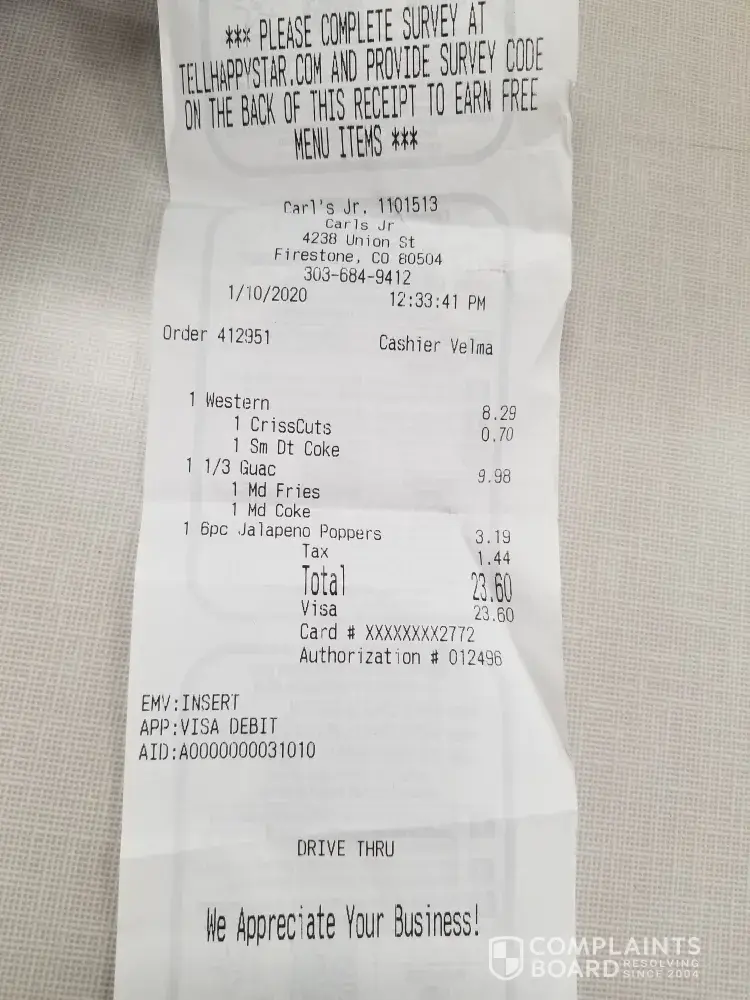 *** PLEASE COMPLETE SURVEY AT
TELLHAPPYSTAR.COM AND PROVIDE SURVEY CODE
ON THE BACK OF THIS RECEIPT TO EARN FREE
MENU ITEMS ***
Carl's Jr. 1101513
Carls Jr
4238 Union St
Firestone, CO 80504
303-684-9412
1/10/2020 12:33:41 PM
Order 412951 Cashier Velma
1 Western 8.29
1 CrissCuts 0.70
1 Sm Dt Coke
1 1/3 Guac 9.98
1 Md Fries
1 Md Coke
1 6pc Jalapeno Poppers 3.19
Tax 1.44
Total 23.60
Visa 23.60
Card # XXXXXXXX2772
Authorization # 012496
EMV:INSERT
APP:VISA DEBIT
AID:A0000000031010
DRIVE THRU
We Appreciate Your Business!
COMPLAINTS
BOARD RESOLVING
SINCE 2004